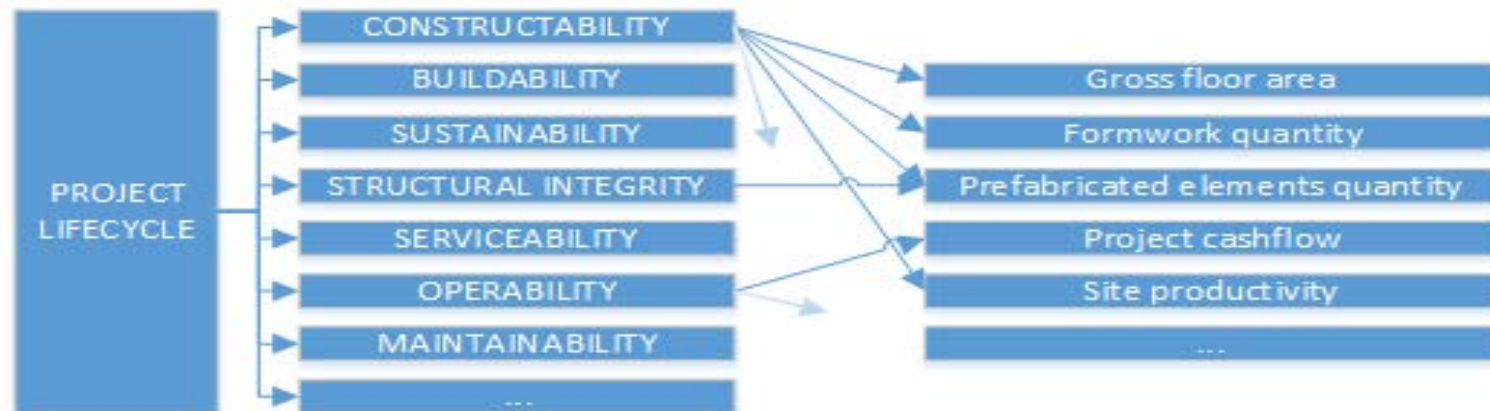 PROJECT
LIFECYCLE
CONSTRUCTABILITY
BUILDABILITY
SUSTAINABILITY
STRUCTURAL INTEGRITY
SERVICEABILITY
OPERABILITY
MAINTAINABILITY
...
Gross floor area
Formwork quantity
Prefabricated elements quantity
Project cashflow
Site productivity
...